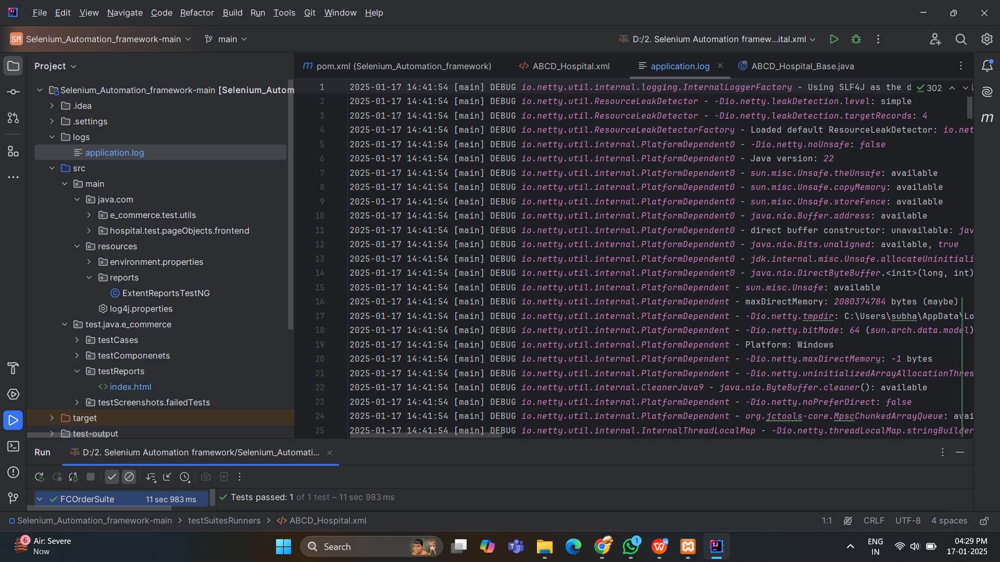 File Edit View Navigate Code Refactor Build Run Tools Git Window Help
SM Selenium_Automation_framework-main main D:/2. Selenium Automation framew...ital.xml
Project
pom.xml (Selenium_Automation_framework) ABCD_Hospital.xml application.log ABCD_Hospital_Base.java
Selenium_Automation_framework-main [Selenium_Autom
.idea
.settings
logs
application.log
src
main
java.com
e_commerce.test.utils
hospital.test.pageObjects.frontend
resources
environment.properties
reports
ExtentReportsTestNG
log4j.properties
test.java.e_commerce
testCases
testComponenets
testReports
index.html
testScreenshots.failedTests
target
test-output
302
1 2025-01-17 14:41:54 [main] DEBUG io.netty.util.internal.logging.InternalLoggerFactory - Using SLF4J as the d
2 2025-01-17 14:41:54 [main] DEBUG io.netty.util.ResourceLeakDetector - -Dio.netty.leakDetection.level: simple
3 2025-01-17 14:41:54 [main] DEBUG io.netty.util.ResourceLeakDetector - -Dio.netty.leakDetection.targetRecords: 4
4 2025-01-17 14:41:54 [main] DEBUG io.netty.util.ResourceLeakDetectorFactory - Loaded default ResourceLeakDetector: io.net
5 2025-01-17 14:41:54 [main] DEBUG io.netty.util.internal.PlatformDependent0 - -Dio.netty.noUnsafe: false
6 2025-01-17 14:41:54 [main] DEBUG io.netty.util.internal.PlatformDependent0 - Java version: 22
7 2025-01-17 14:41:54 [main] DEBUG io.netty.util.internal.PlatformDependent0 - sun.misc.Unsafe.theUnsafe: available
8 2025-01-17 14:41:54 [main] DEBUG io.netty.util.internal.PlatformDependent0 - sun.misc.Unsafe.copyMemory: available
9 2025-01-17 14:41:54 [main] DEBUG io.netty.util.internal.PlatformDependent0 - sun.misc.Unsafe.storeFence: available
10 2025-01-17 14:41:54 [main] DEBUG io.netty.util.internal.PlatformDependent0 - java.nio.Buffer.address: available
11 2025-01-17 14:41:54 [main] DEBUG io.netty.util.internal.PlatformDependent0 - direct buffer constructor: unavailable: jav
12 2025-01-17 14:41:54 [main] DEBUG io.netty.util.internal.PlatformDependent0 - java.nio.Bits.unaligned: available, true
13 2025-01-17 14:41:54 [main] DEBUG io.netty.util.internal.PlatformDependent0 - jdk.internal.misc.Unsafe.allocateUninitiali
14 2025-01-17 14:41:54 [main] DEBUG io.netty.util.internal.PlatformDependent0 - java.nio.DirectByteBuffer.<init>(long, int)
15 2025-01-17 14:41:54 [main] DEBUG io.netty.util.internal.PlatformDependent - sun.misc.Unsafe: available
16 2025-01-17 14:41:54 [main] DEBUG io.netty.util.internal.PlatformDependent - maxDirectMemory: 2080374784 bytes (maybe)
17 2025-01-17 14:41:54 [main] DEBUG io.netty.util.internal.PlatformDependent - -Dio.netty.tmpdir: C:\Users\subha\AppData\Lo
18 2025-01-17 14:41:54 [main] DEBUG io.netty.util.internal.PlatformDependent - -Dio.netty.bitMode: 64 (sun.arch.data.model)
19 2025-01-17 14:41:54 [main] DEBUG io.netty.util.internal.PlatformDependent - Platform: Windows
20 2025-01-17 14:41:54 [main] DEBUG io.netty.util.internal.PlatformDependent - -Dio.netty.maxDirectMemory: -1 bytes
21 2025-01-17 14:41:54 [main] DEBUG io.netty.util.internal.PlatformDependent - -Dio.netty.uninitializedArrayAllocationThres
22 2025-01-17 14:41:54 [main] DEBUG io.netty.util.internal.CleanerJava9 - java.nio.ByteBuffer.cleaner(): available
23 2025-01-17 14:41:54 [main] DEBUG io.netty.util.internal.PlatformDependent - -Dio.netty.noPreferDirect: false
24 2025-01-17 14:41:54 [main] DEBUG io.netty.util.internal.PlatformDependent - org.jctools-core.MpscChunkedArrayQueue: avai
25 2025-01-17 14:41:54 [main] DEBUG io.netty.util.internal.InternalThreadLocalMap - -Dio.netty.threadLocalMap.stringBuilder
Run D:/2. Selenium Automation framework/Selenium_Automati...
FCOrderSuite 11 sec 983 ms
Tests passed: 1 of 1 test – 11 sec 983 ms
Selenium_Automation_framework-main > testSuitesRunners > ABCD_Hospital.xml 1:1 CRLF UTF-8 4 spaces
6 Air: Severe
Now
Search
1
ENG
IN
04:29 PM
17-01-2025